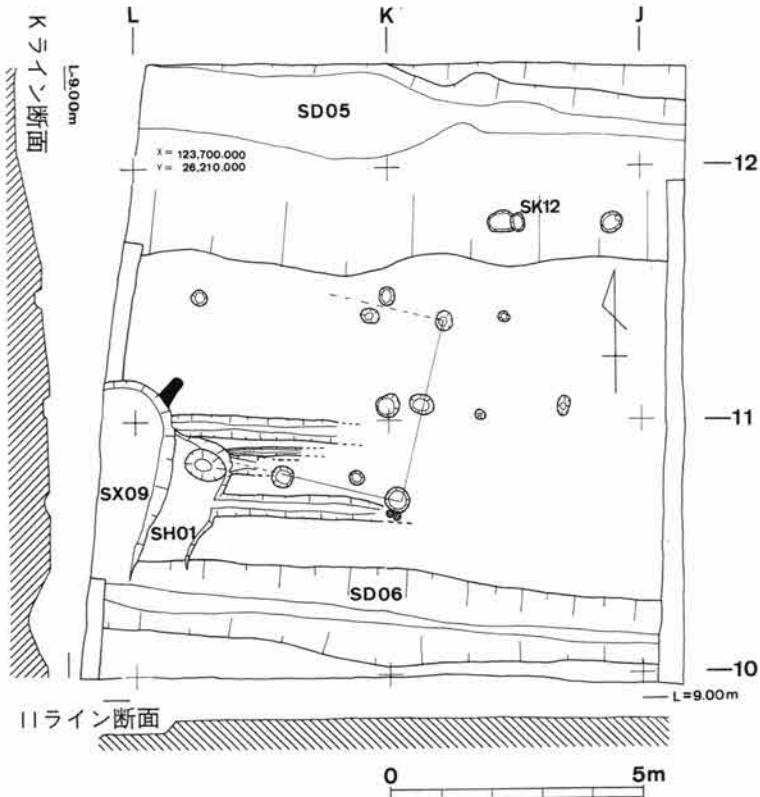 L
K
J
Kライン断面
L=9.00m
SD05
X= 123,700.000
Y= 26,210.000
12
SK12
11
SX09
SH01
SD06
10
L=9.00m
11ライン断面
0
5m